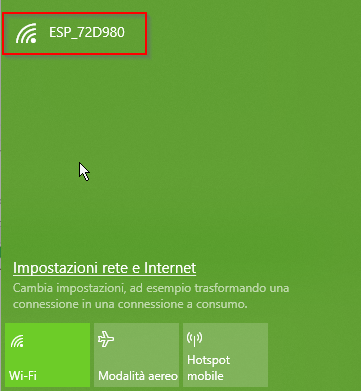 ESP_72D980
Impostazioni rete e Internet
Cambia impostazioni, ad esempio trasformando una
connessione in una connessione a consumo.
Wi-Fi
Modalità aereo
Hotspot
mobile